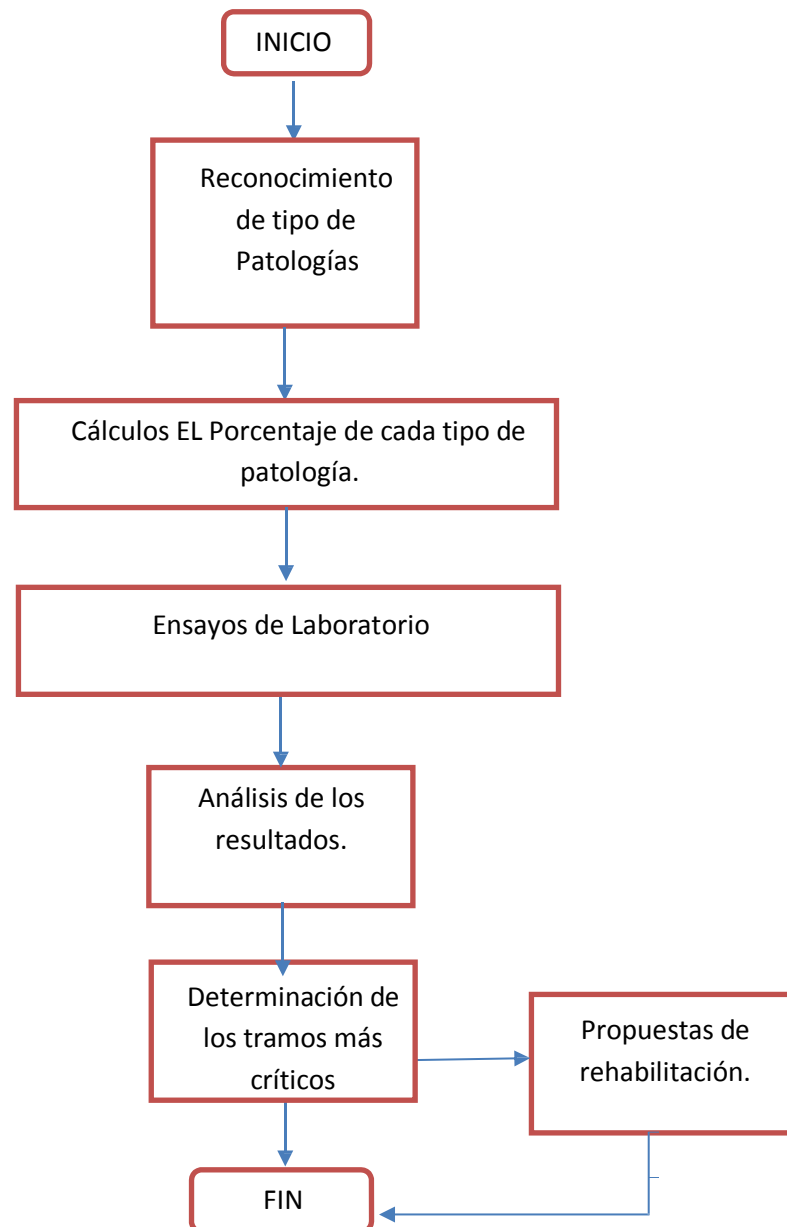 INICIO
Reconocimiento
de tipo de
Patologías
Cálculos EL Porcentaje de cada tipo de
patología.
Ensayos de Laboratorio
Análisis de los
resultados.
Determinación de
los tramos más
críticos
Propuestas de
rehabilitación.
FIN